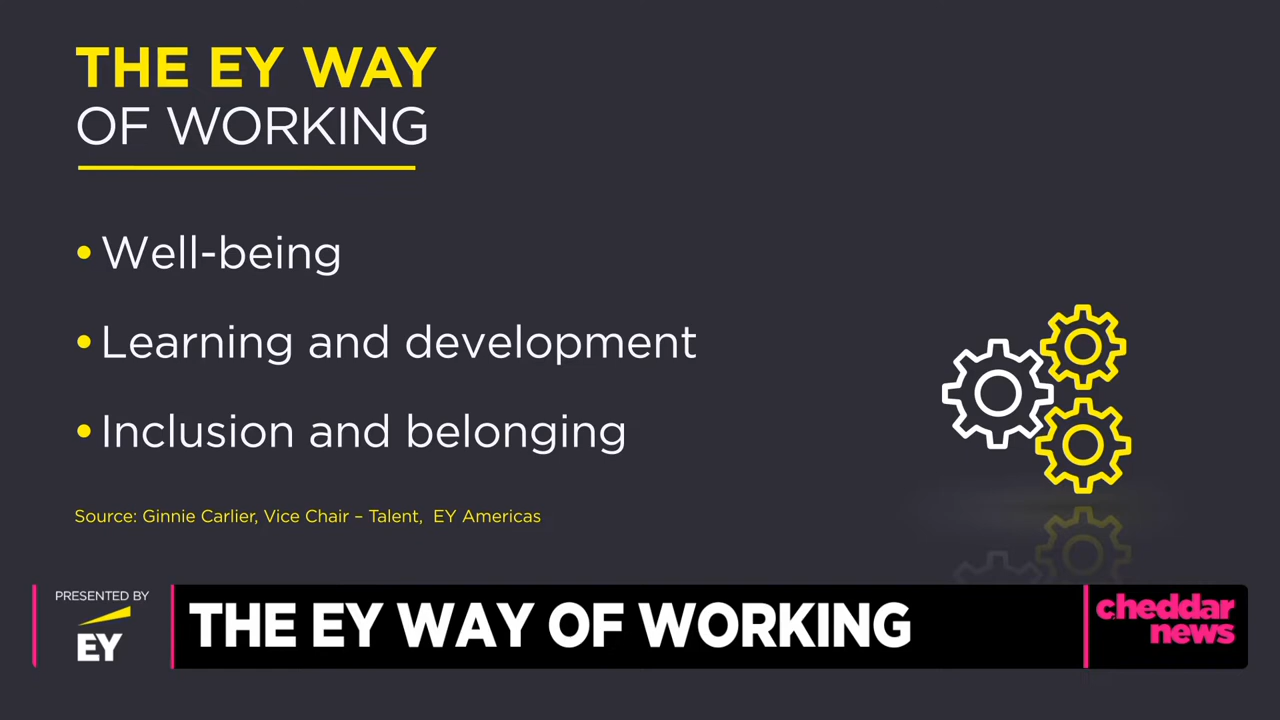 THE EY WAY
OF WORKING
• Well-being
• Learning and development
• Inclusion and belonging
Source: Ginnie Carlier, Vice Chair – Talent, EY Americas
PRESENTED BY
EY
THE EY WAY OF WORKING
cheddar
news